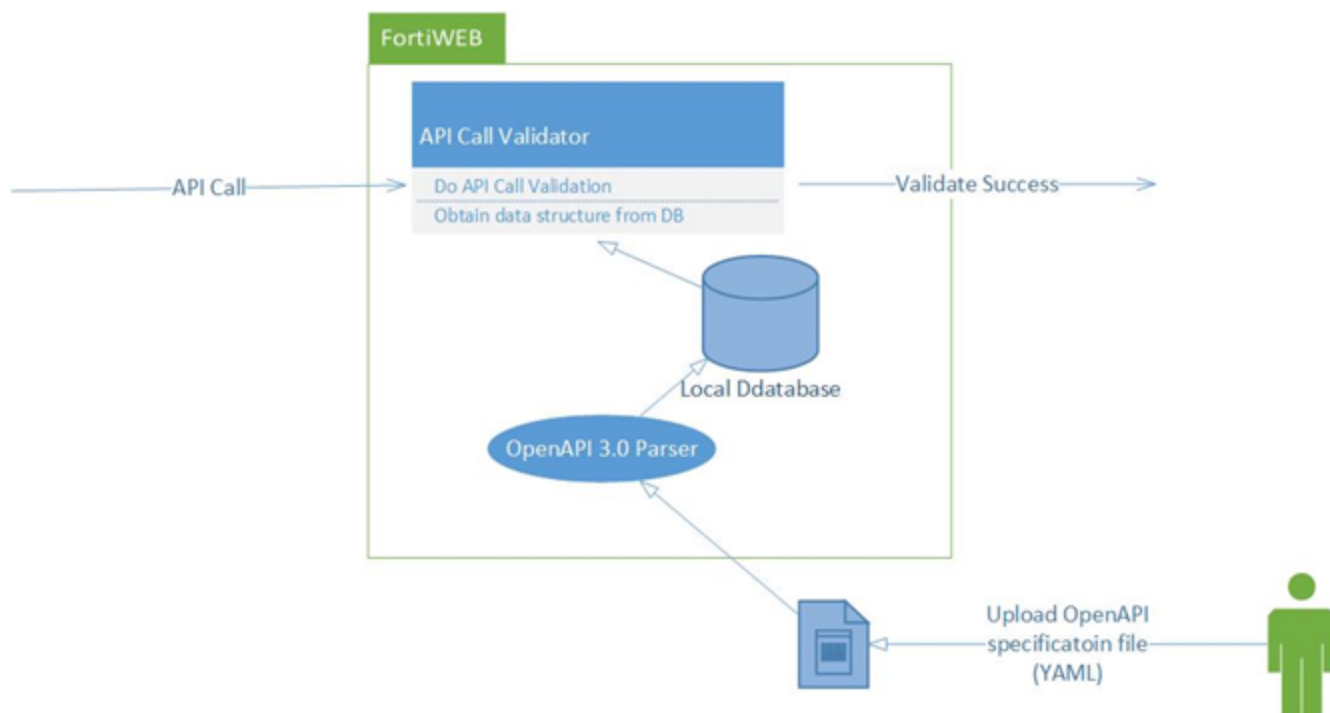 FortiWEB
API Call Validator
API Call
Do API Call Validation
Obtain data structure from DB
Validate Success
Local Ddatabase
OpenAPI 3.0 Parser
Upload OpenAPI
specificatoin file
(YAML)